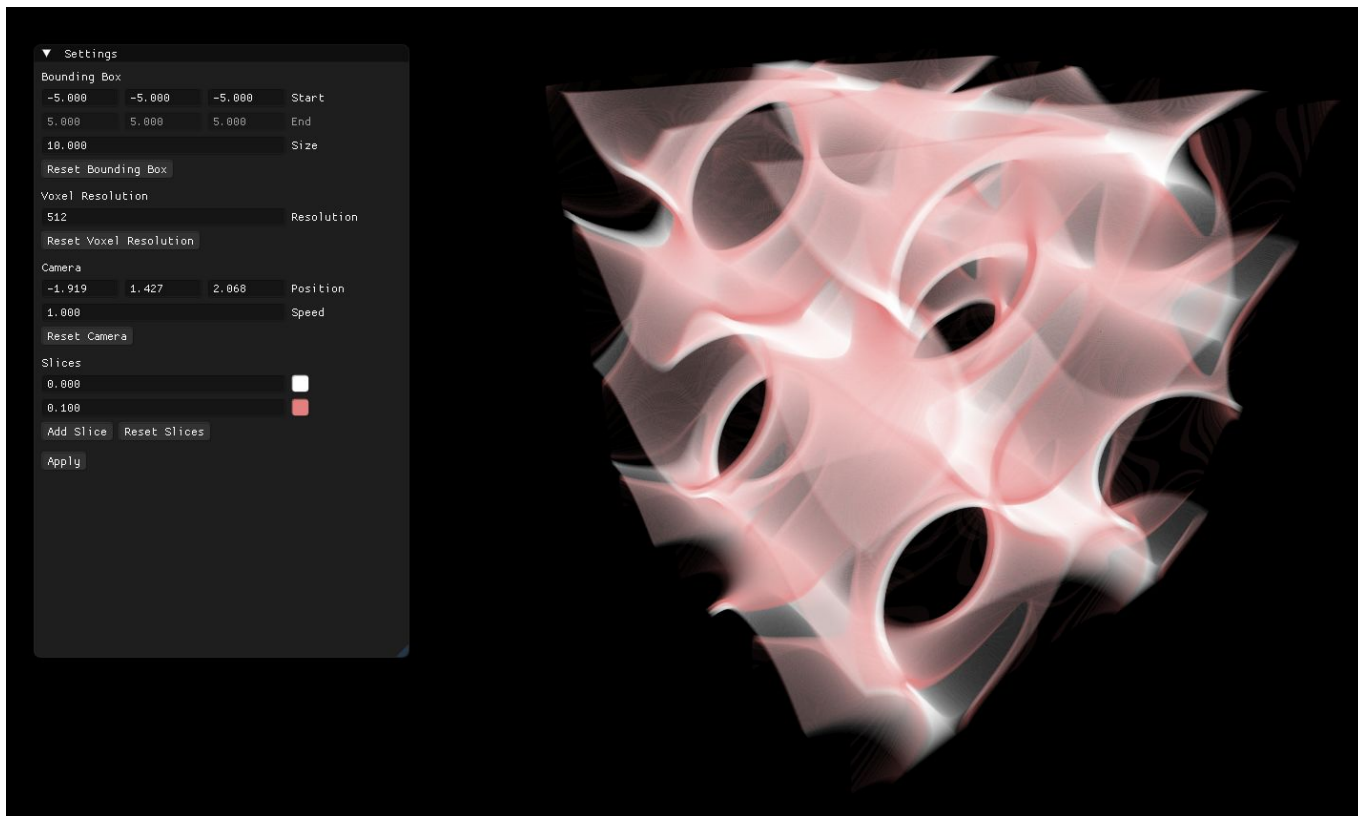 ▼ Settings
Bounding Box
-5.000 -5.000 -5.000 Start
5.000 5.000 5.000 End
10.000 Size
Reset Bounding Box
Voxel Resolution
512 Resolution
Reset Voxel Resolution
Camera
-1.919 1.427 2.068 Position
1.000 Speed
Reset Camera
Slices
0.000
0.100
Add Slice Reset Slices
Apply